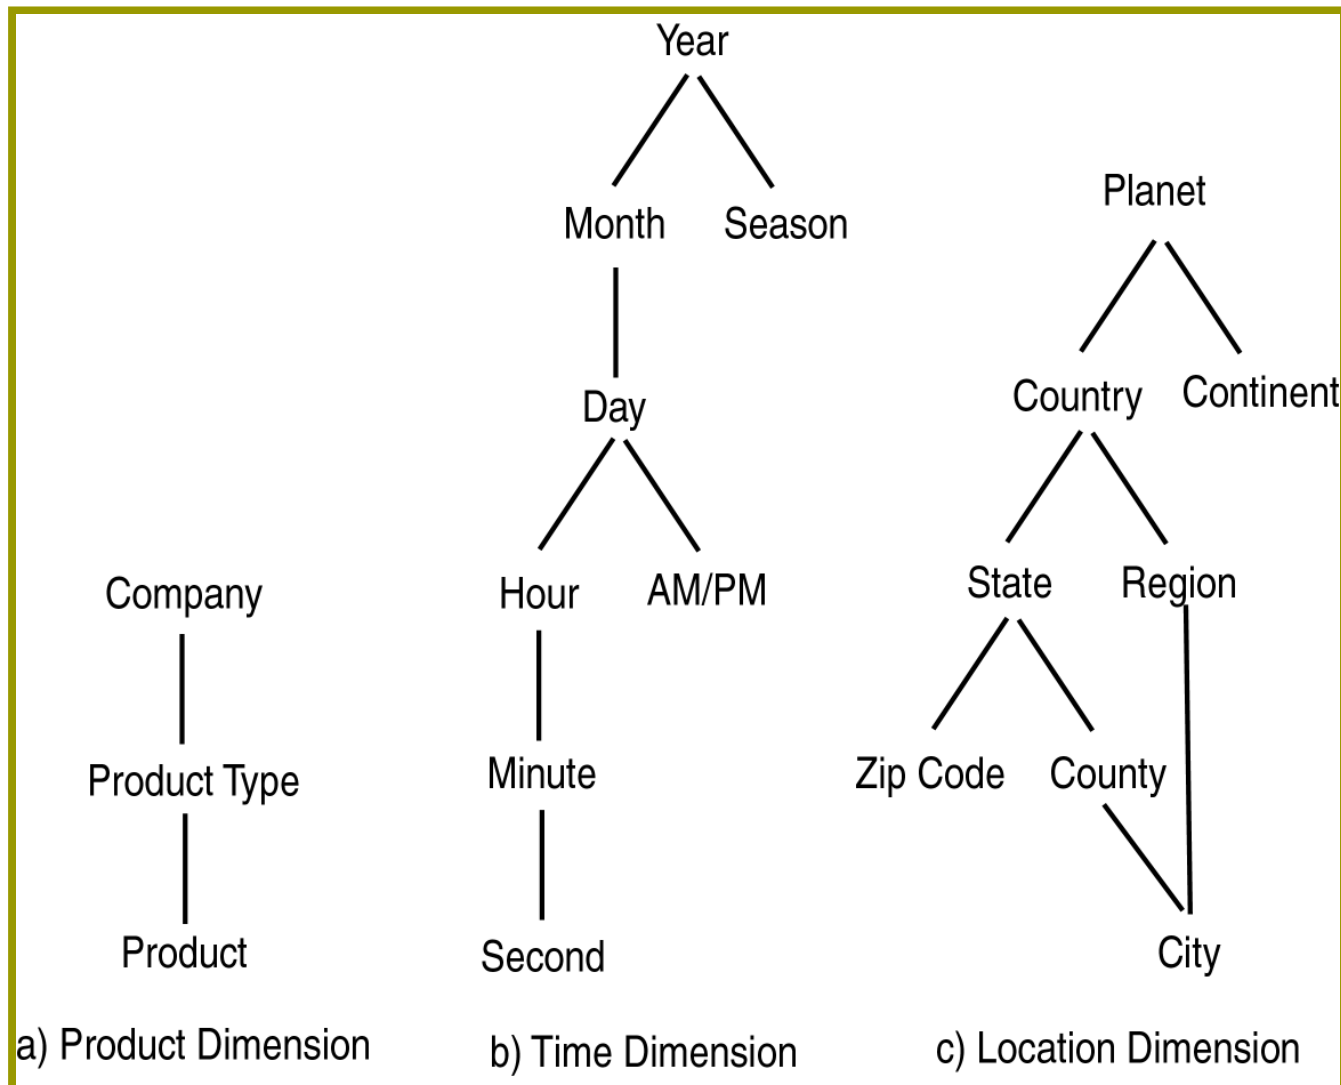 Year
Month Season
Planet
Day
Country Continent
Company
Hour AM/PM
State Region
Product Type
Minute
Zip Code County
Product
Second
City
a) Product Dimension
b) Time Dimension
c) Location Dimension